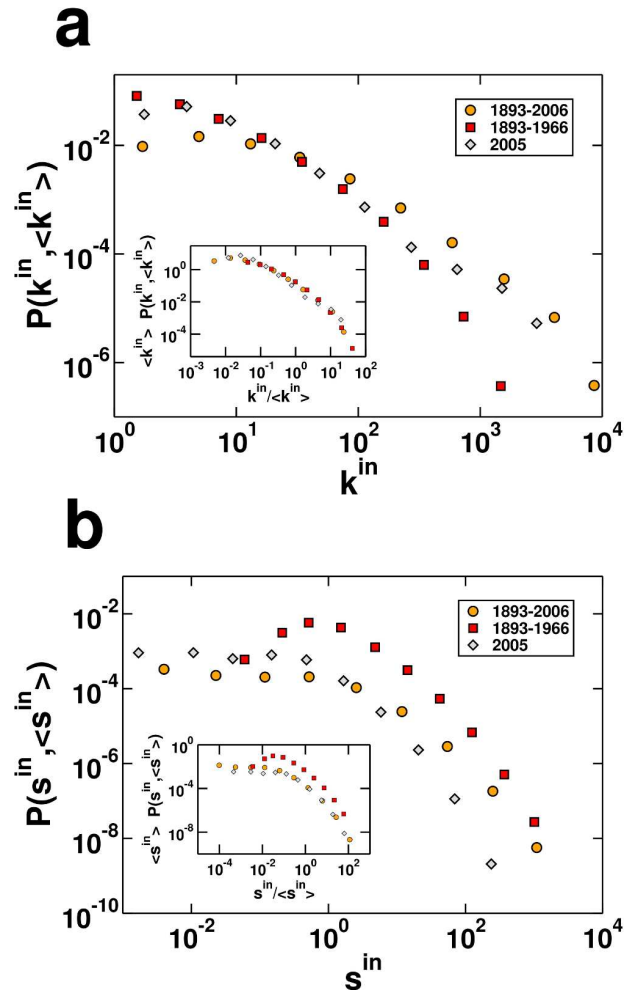 a
10^-2
10^-4
10^-6
P(k^in,<k^in>)
1893-2006
1893-1966
2005
10^0
10^-2
10^-4
<k^in> P(k^in,<k^in>)
10^-3 10^-2 10^-1 10^0 10^1 10^2
k^in/<k^in>
10^0 10^1 10^2 10^3 10^4
k^in
b
10^-2
10^-4
10^-6
10^-8
10^-10
P(s^in,<s^in>)
1893-2006
1893-1966
2005
10^0
10^-4
10^-8
<s^in> P(s^in,<s^in>)
10^-4 10^-2 10^0 10^2
s^in/<s^in>
10^-2 10^0 10^2 10^4
s^in